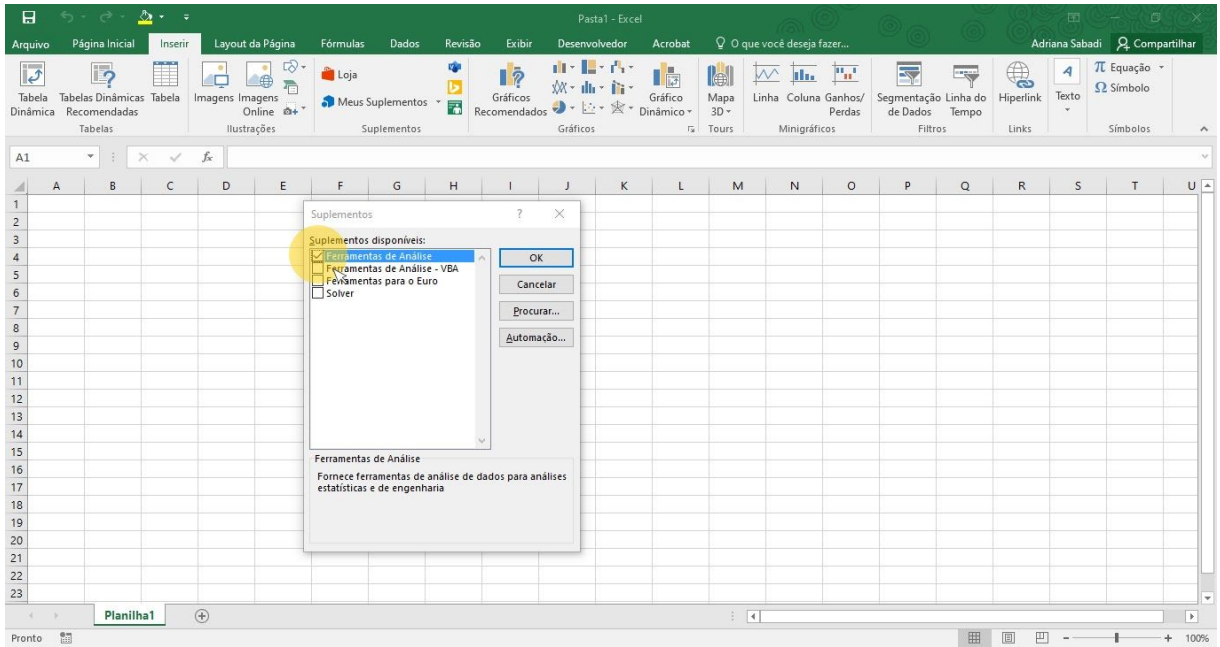 Pasta1 - Excel
Arquivo Página Inicial Inserir Layout da Página Fórmulas Dados Revisão Exibir Desenvolvedor Acrobat O que você deseja fazer... Adriana Sabadi Compartilhar
Tabela Dinâmica
Tabelas Dinâmicas Recomendadas
Tabela
Imagens
Imagens Online
Loja
Meus Suplementos
Gráficos Recomendados
Gráfico Dinâmico
Mapa 3D
Linha
Coluna
Ganhos/ Perdas
Segmentação de Dados
Linha do Tempo
Hiperlink
A
Texto
π Equação
Ω Símbolo
Tabelas Ilustrações Suplementos Gráficos Tours Minigráficos Filtros Links Símbolos
A1 fx
A B C D E F G H I J K L M N O P Q R S T U
1
2
3
4
5
6
7
8
9
10
11
12
13
14
15
16
17
18
19
20
21
22
23
Suplementos ?
Suplementos disponíveis:
Ferramentas de Análise
Ferramentas de Análise - VBA
Ferramentas para o Euro
Solver
OK
Cancelar
Procurar...
Automação...
Ferramentas de Análise
Fornece ferramentas de análise de dados para análises
estatísticas e de engenharia
Planilha1
Pronto 100%